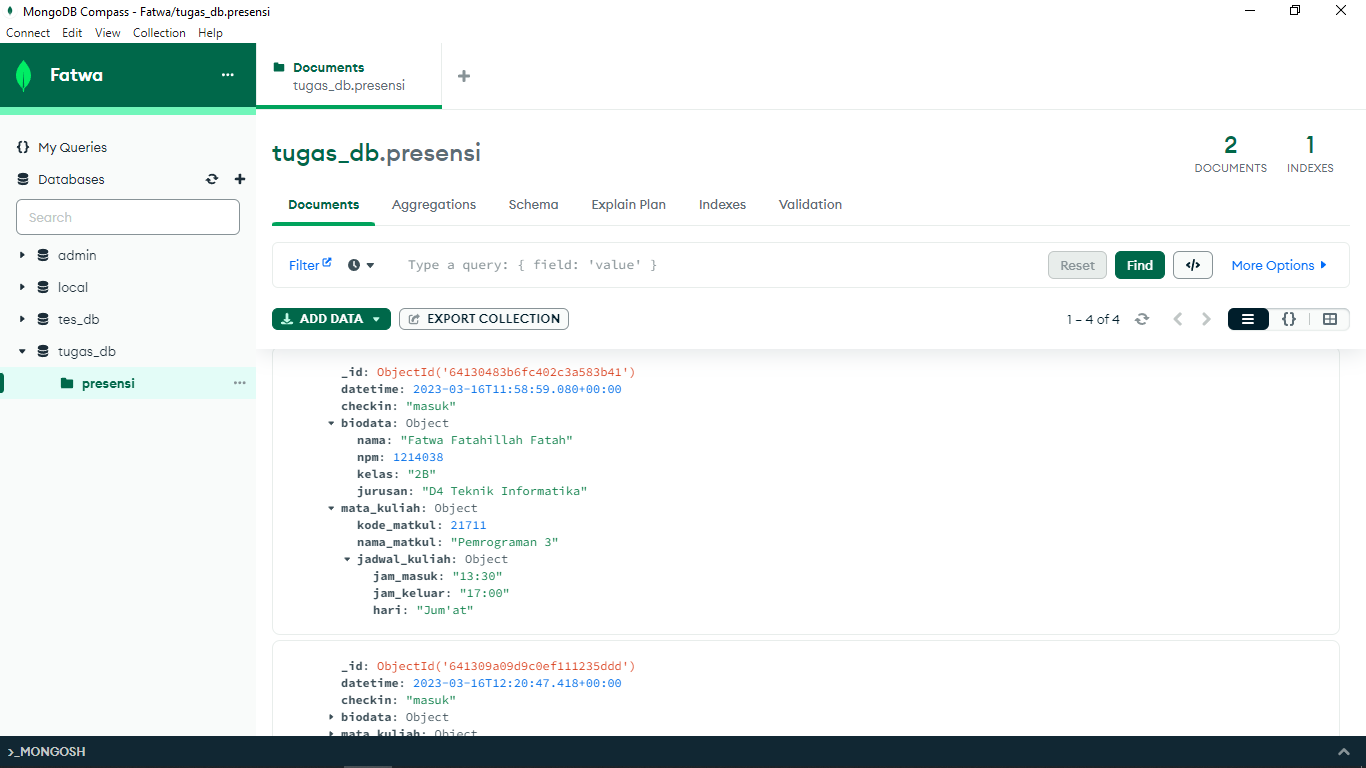 MongoDB Compass - Fatwa/tugas_db.presensi
Connect Edit View Collection Help
Fatwa
Documents
tugas_db.presensi
My Queries
Databases
Search
admin
local
tes_db
tugas_db
presensi
tugas_db.presensi
2
DOCUMENTS
1
INDEXES
Documents Aggregations Schema Explain Plan Indexes Validation
Filter Type a query: { field: 'value' } Reset Find </> More Options
ADD DATA EXPORT COLLECTION 1 – 4 of 4 {}
_id: ObjectId('64130483b6fc402c3a583b41')
datetime: 2023-03-16T11:58:59.080+00:00
checkin: "masuk"
biodata: Object
nama: "Fatwa Fatahillah Fatah"
npm: 1214038
kelas: "2B"
jurusan: "D4 Teknik Informatika"
mata_kuliah: Object
kode_matkul: 21711
nama_matkul: "Pemrograman 3"
jadwal_kuliah: Object
jam_masuk: "13:30"
jam_keluar: "17:00"
hari: "Jum'at"
_id: ObjectId('641309a09d9c0ef111235ddd')
datetime: 2023-03-16T12:20:47.418+00:00
checkin: "masuk"
biodata: Object
mata_kuliah: Object
>_MONGOSH